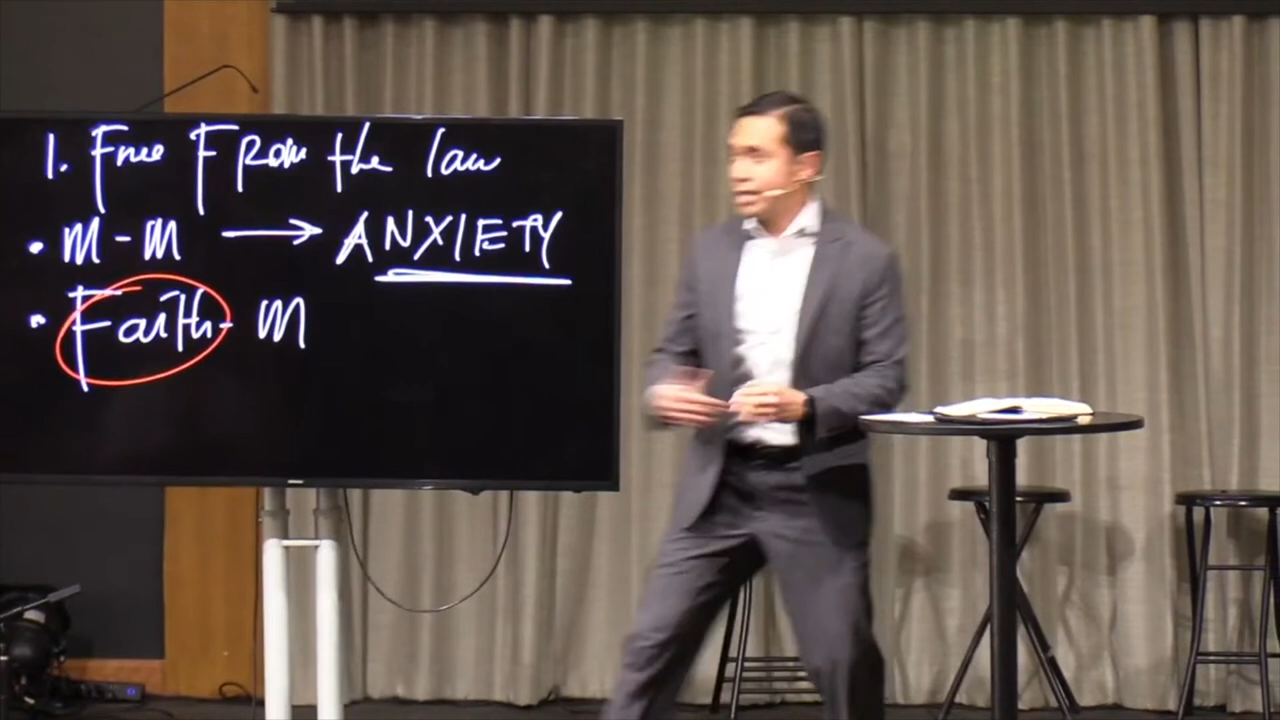 1. Free From the law
• m - m → ANXIETY
• Faith - m